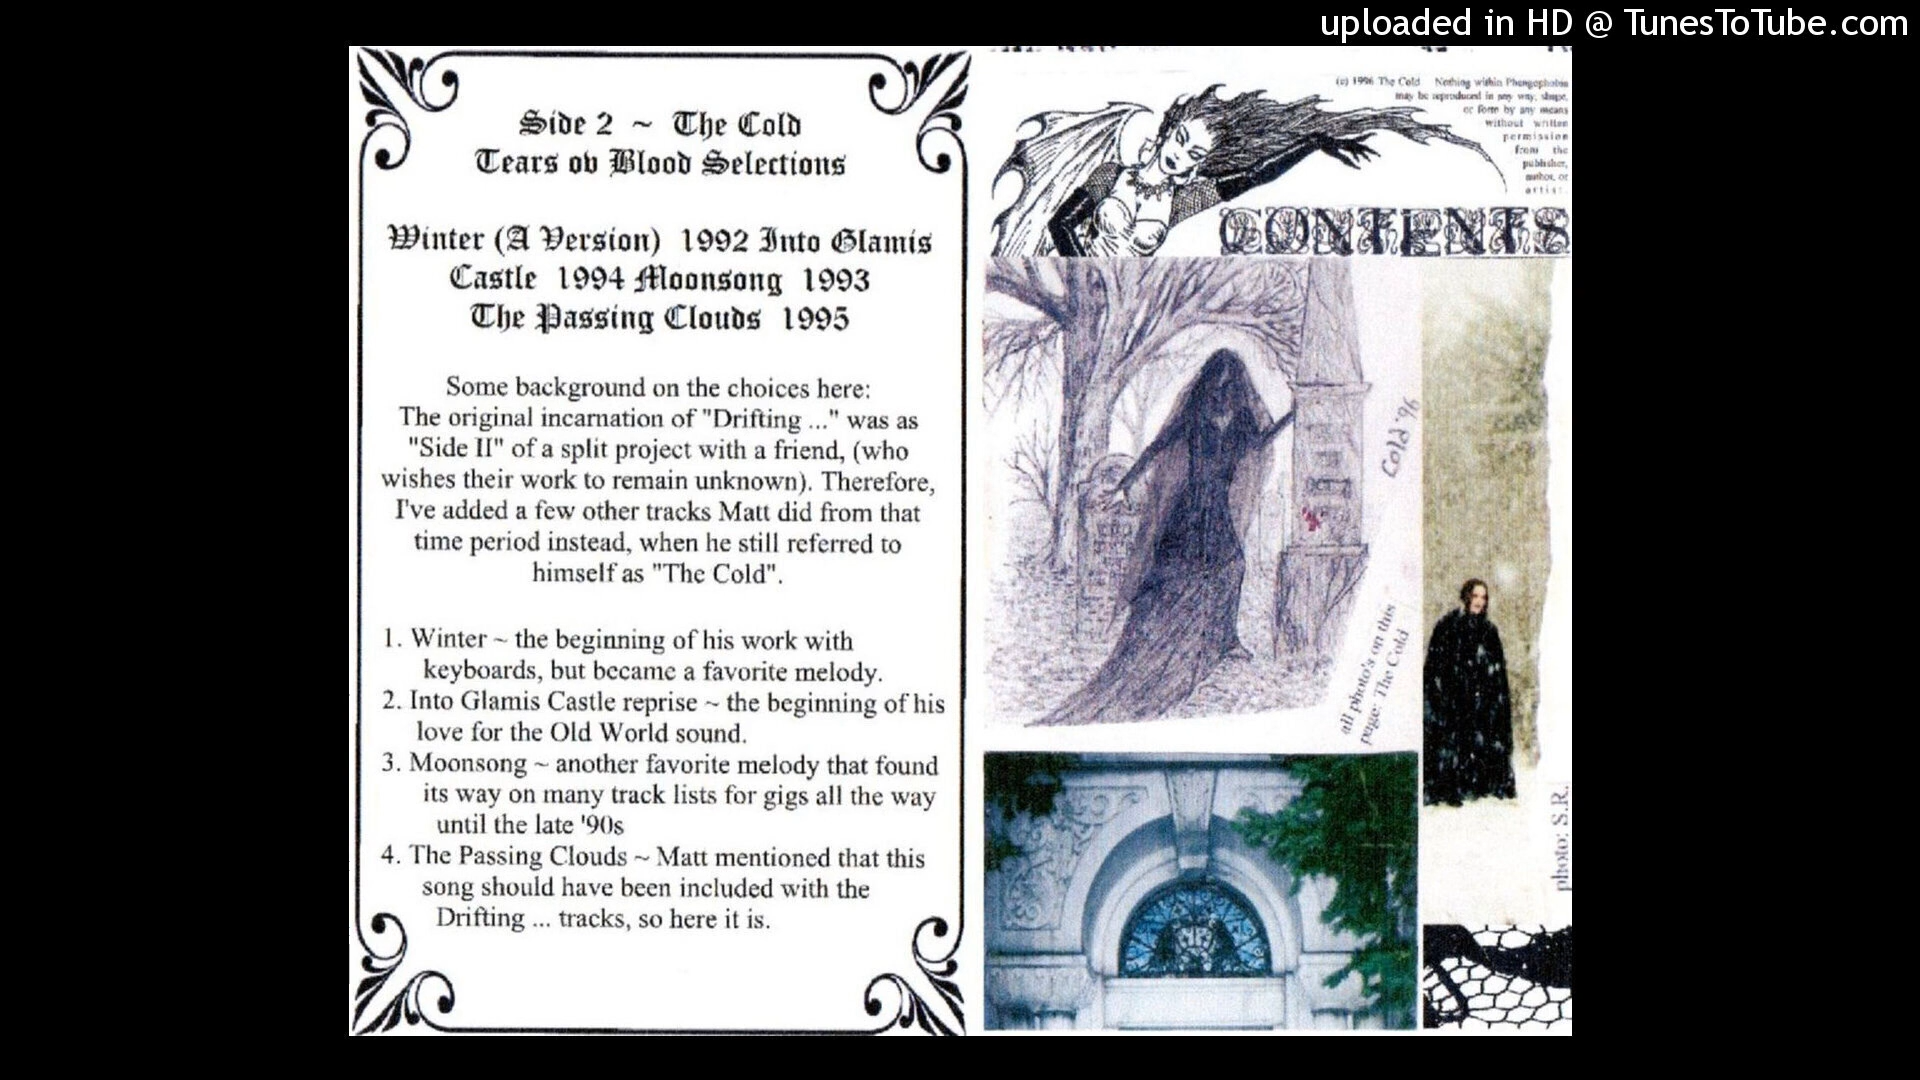 uploaded in HD @ TunesToTube.com
Side 2 ~ The Cold
Tears ov Blood Selections
Winter (A Version) 1992 Into Glamis
Castle 1994 Moonsong 1993
The Passing Clouds 1995
Some background on the choices here:
The original incarnation of "Drifting ..." was as
"Side II" of a split project with a friend, (who
wishes their work to remain unknown). Therefore,
I've added a few other tracks Matt did from that
time period instead, when he still referred to
himself as "The Cold".
1. Winter ~ the beginning of his work with
keyboards, but became a favorite melody.
2. Into Glamis Castle reprise ~ the beginning of his
love for the Old World sound.
3. Moonsong ~ another favorite melody that found
its way on many track lists for gigs all the way
until the late '90s
4. The Passing Clouds ~ Matt mentioned that this
song should have been included with the
Drifting ... tracks, so here it is.
(c) 1996 The Cold Nothing within Phengophobia
may be reproduced in any way, shape,
or form by any means
without written
permission
from the
publisher,
author, or
artist.
CONTENTS
Cold '96
all photo's on this
page: The Cold
photo: S.R.